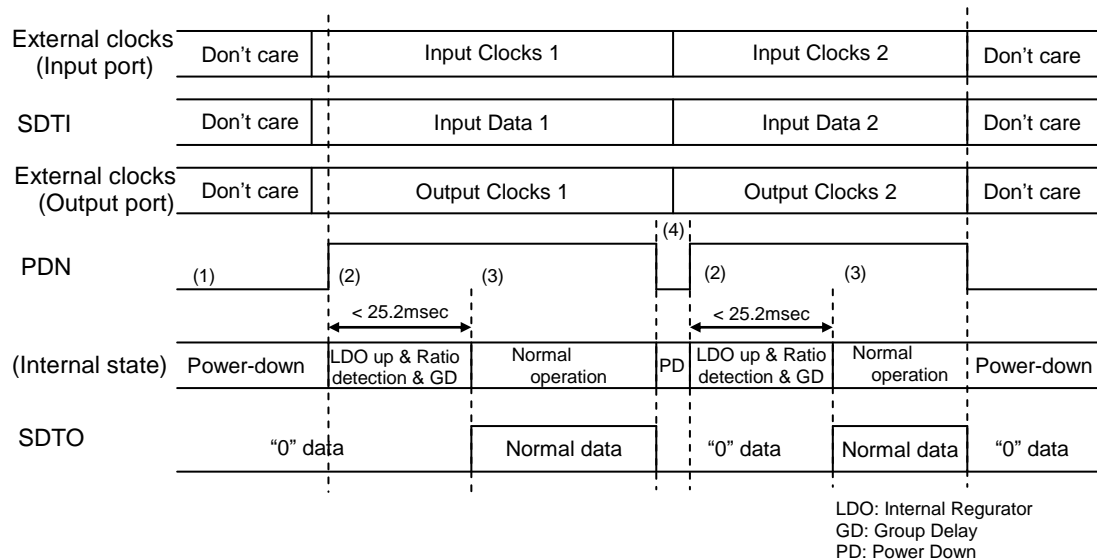 External clocks
(Input port)
Don't care
Input Clocks 1
Input Clocks 2
Don't care
SDTI
Don't care
Input Data 1
Input Data 2
Don't care
External clocks
(Output port)
Don't care
Output Clocks 1
Output Clocks 2
Don't care
PDN
(1)
(2)
(3)
(4)
(2)
(3)
< 25.2msec
< 25.2msec
(Internal state)
Power-down
LDO up & Ratio
detection & GD
Normal
operation
PD
LDO up & Ratio
detection & GD
Normal
operation
Power-down
SDTO
“0” data
Normal data
“0” data
Normal data
“0” data
LDO: Internal Regurator
GD: Group Delay
PD: Power Down